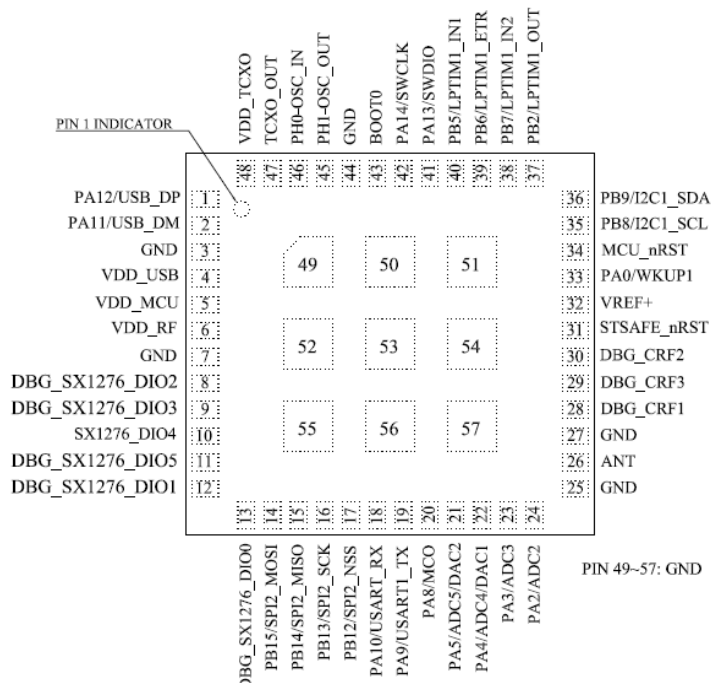 VDD_TCXO
TCXO_OUT
PH0-OSC_IN
PH1-OSC_OUT
GND
BOOT0
PA14/SWCLK
PA13/SWDIO
PB5/LPTIM1_IN1
PB6/LPTIM1_ETR
PB7/LPTIM1_IN2
PB2/LPTIM1_OUT
PIN 1 INDICATOR
48 47 46 45 44 43 42 41 40 39 38 37
PA12/USB_DP 1
PA11/USB_DM 2
GND 3
VDD_USB 4
VDD_MCU 5
VDD_RF 6
GND 7
DBG_SX1276_DIO2 8
DBG_SX1276_DIO3 9
SX1276_DIO4 10
DBG_SX1276_DIO5 11
DBG_SX1276_DIO1 12
49 50 51
52 53 54
55 56 57
36 PB9/I2C1_SDA
35 PB8/I2C1_SCL
34 MCU_nRST
33 PA0/WKUP1
32 VREF+
31 STSAFE_nRST
30 DBG_CRF2
29 DBG_CRF3
28 DBG_CRF1
27 GND
26 ANT
25 GND
13 14 15 16 17 18 19 20 21 22 23 24
DBG_SX1276_DIO0
PB15/SPI2_MOSI
PB14/SPI2_MISO
PB13/SPI2_SCK
PB12/SPI2_NSS
PA10/USART_RX
PA9/USART1_TX
PA8/MCO
PA5/ADC5/DAC2
PA4/ADC4/DAC1
PA3/ADC3
PA2/ADC2
PIN 49~57: GND